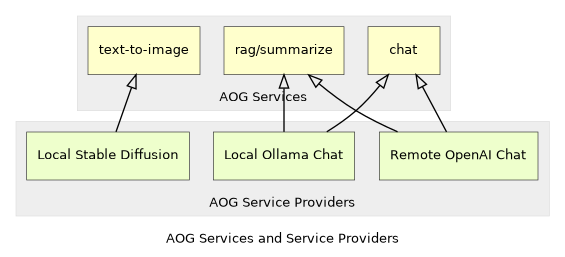 text-to-image
rag/summarize
chat
AOG Services
Local Stable Diffusion
Local Ollama Chat
Remote OpenAI Chat
AOG Service Providers
AOG Services and Service Providers